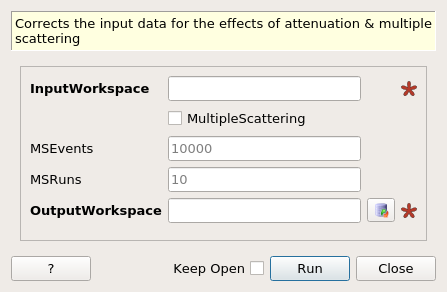 Corrects the input data for the effects of attenuation & multiple
scattering
InputWorkspace
MultipleScattering
MSEvents 10000
MSRuns 10
OutputWorkspace
? Keep Open Run Close